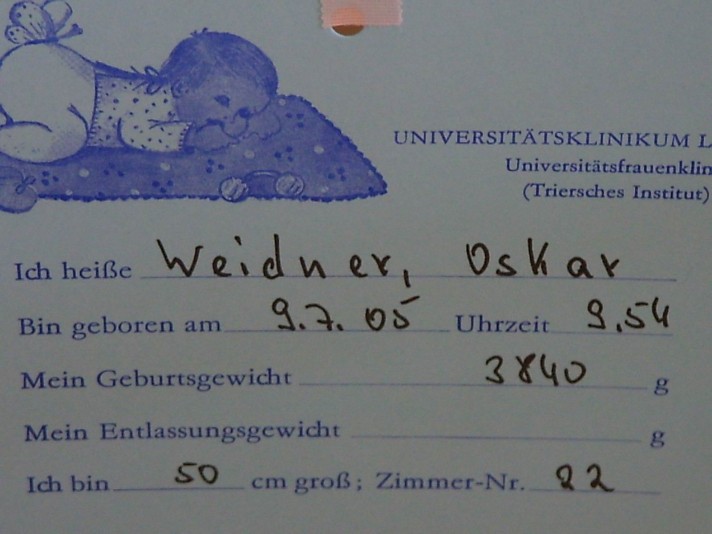 UNIVERSITÄTSKLINIKUM L
Universitätsfrauenklin
(Triersches Institut)
Ich heiße Weidner, Oskar
Bin geboren am 9.7.05 Uhrzeit 9.54
Mein Geburtsgewicht 3840 g
Mein Entlassungsgewicht g
Ich bin 50 cm groß; Zimmer-Nr. 22